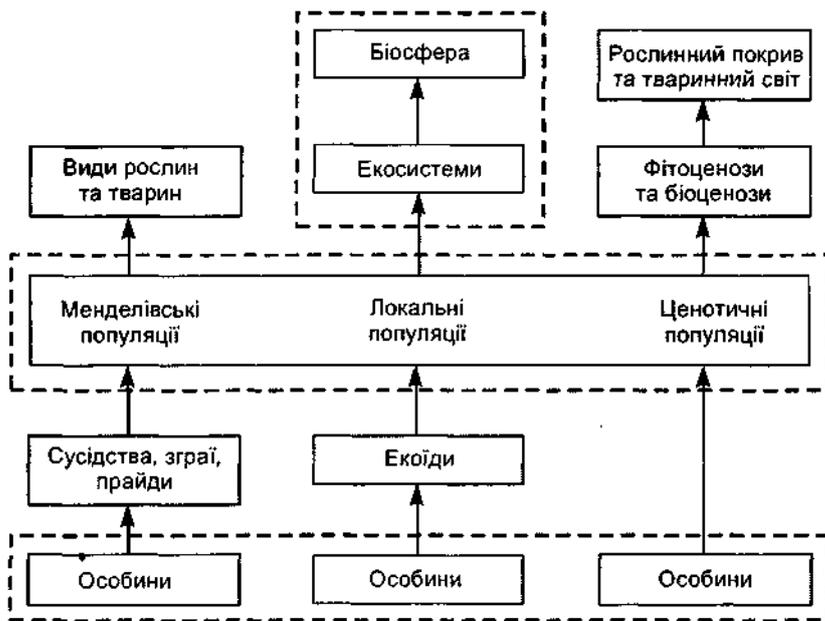 Біосфера
Рослинний покрив
та тваринний світ
Види рослин
та тварин
Екосистеми
Фітоценози
та біоценози
Менделівські
популяції
Локальні
популяції
Ценотичні
популяції
Сусідства, зграї,
прайди
Екоїди
Особини
Особини
Особини